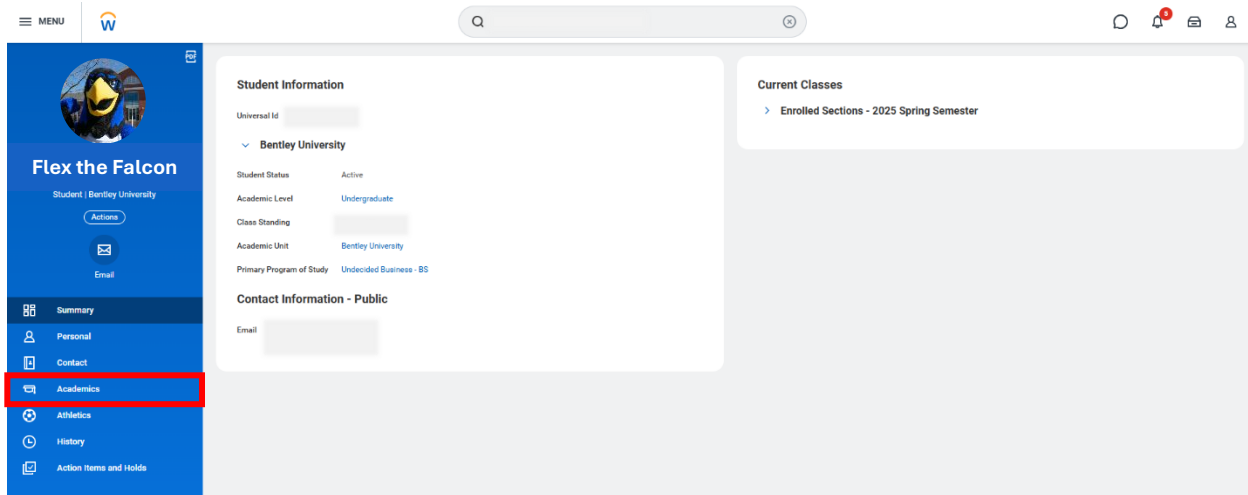 MENU
W
8
PDF
Flex the Falcon
Student | Bentley University
Actions
Email
Summary
Personal
Contact
Academics
Athletics
History
Action Items and Holds
Student Information
Universal Id
Bentley University
Student Status Active
Academic Level Undergraduate
Class Standing
Academic Unit Bentley University
Primary Program of Study Undecided Business - BS
Contact Information - Public
Email
Current Classes
Enrolled Sections - 2025 Spring Semester